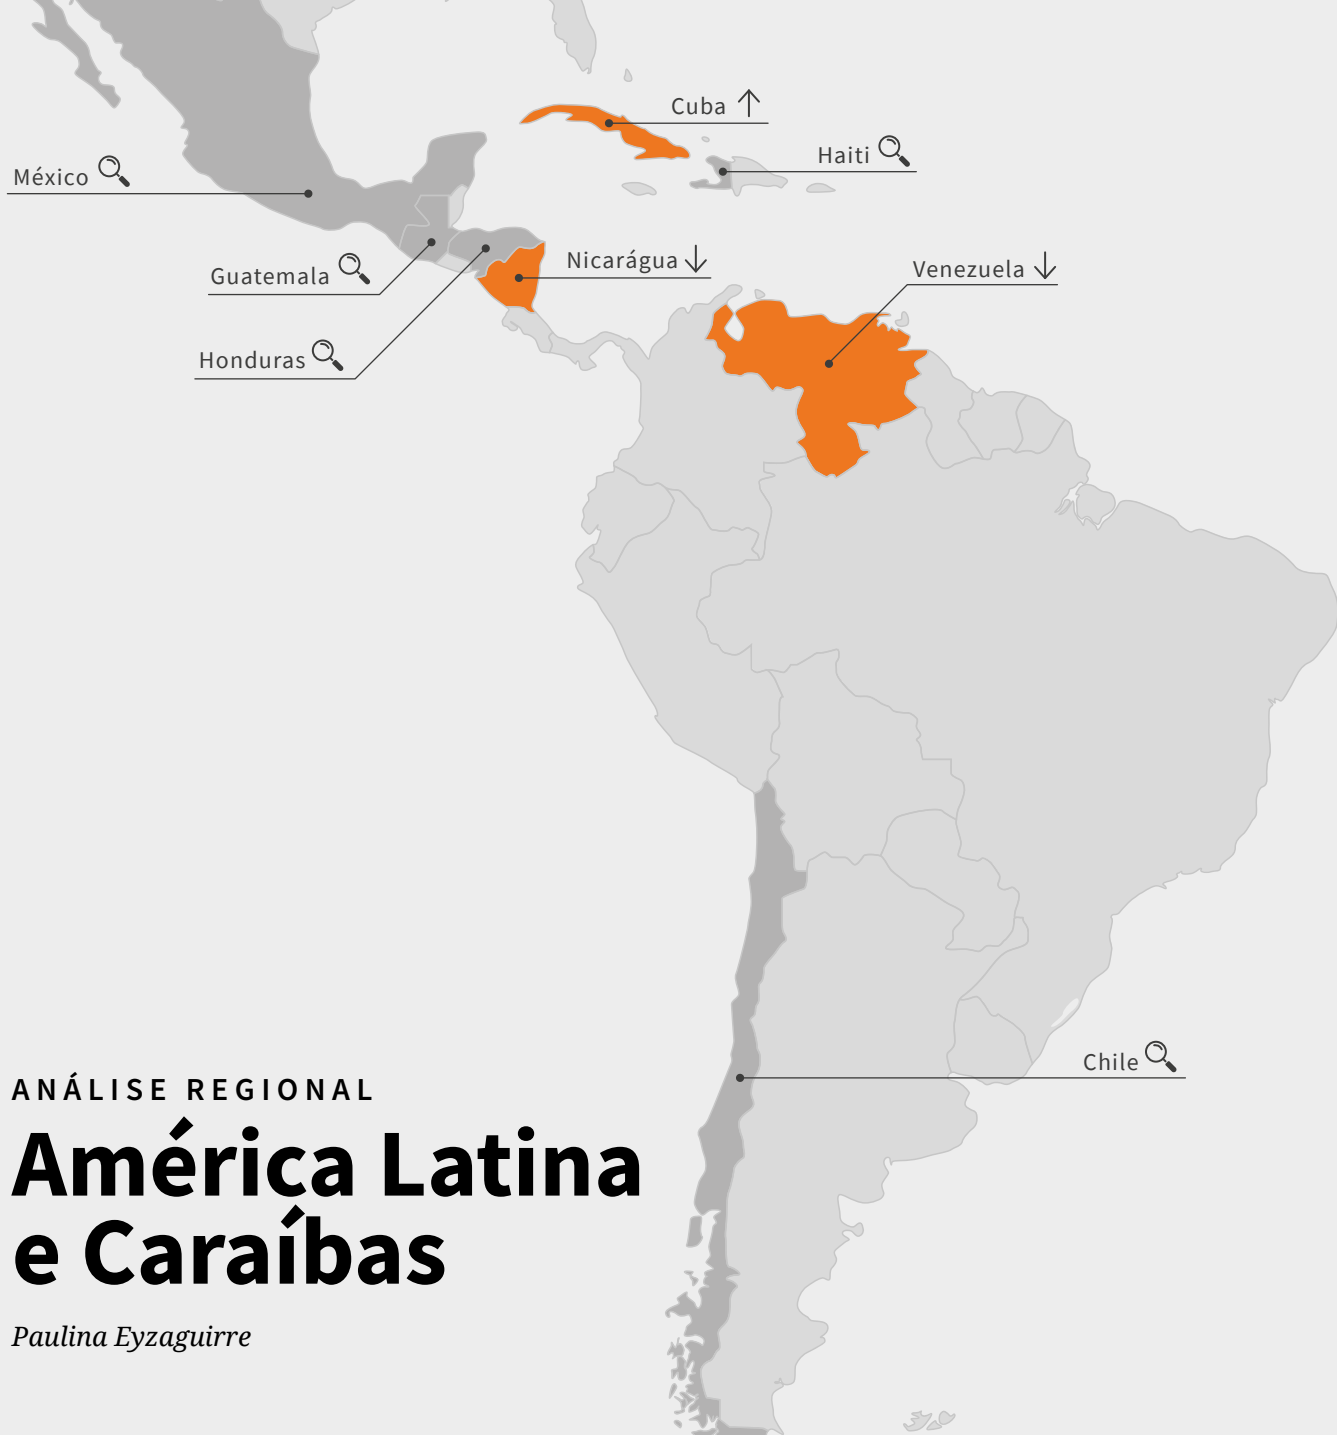 Cuba
Haiti
México
Nicarágua
Venezuela
Guatemala
Honduras
Chile
ANÁLISE REGIONAL
América Latina
e Caraíbas
Paulina Eyzaguirre